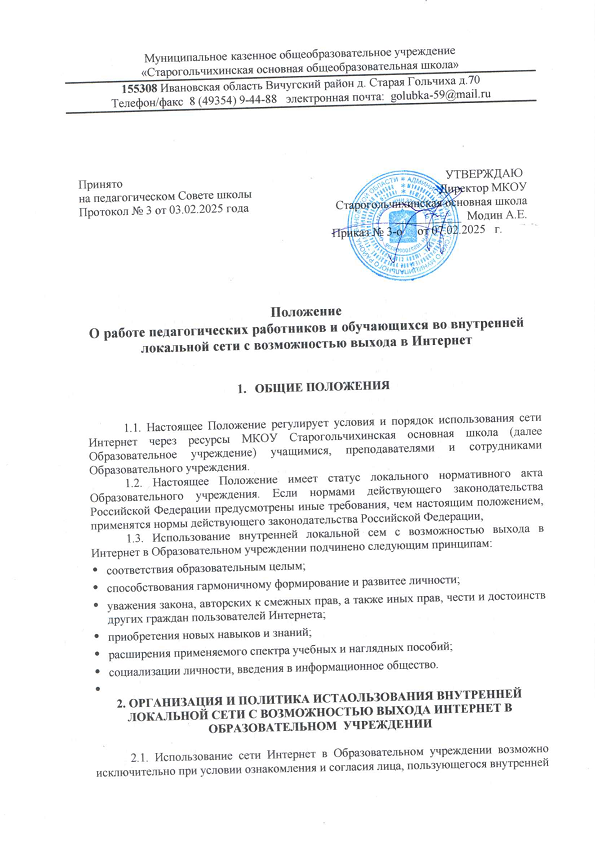 Муниципальное казенное общеобразовательное учреждение
«Старогольчихинская основная общеобразовательная школа»
155308 Ивановская область Вичугский район д. Старая Гольчиха д.70
Телефон/факс 8 (49354) 9-44-88 электронная почта: golubka-59@mail.ru
Принято
на педагогическом Совете школы
Протокол № 3 от 03.02.2025 года
УТВЕРЖДАЮ
Директор МКОУ
Старогольчихинская основная школа
Модин А.Е.
Приказ № 3-о от 07.02.2025 г.
Положение
О работе педагогических работников и обучающихся во внутренней
локальной сети с возможностью выхода в Интернет
1. ОБЩИЕ ПОЛОЖЕНИЯ
1.1. Настоящее Положение регулирует условия и порядок использования сети
Интернет через ресурсы МКОУ Старогольчихинская основная школа (далее
Образовательное учреждение) учащимися, преподавателями и сотрудниками
Образовательного учреждения.
1.2. Настоящее Положение имеет статус локального нормативного акта
Образовательного учреждения. Если нормами действующего законодательства
Российской Федерации предусмотрены иные требования, чем настоящим положением,
применятся нормы действующего законодательства Российской Федерации,
1.3. Использование внутренней локальной сем с возможностью выхода в
Интернет в Образовательном учреждении подчинено следующим принципам:
• соответствия образовательным целым;
• способствования гармоничному формирование и развитее личности;
• уважения закона, авторских к смежных прав, а также иных прав, чести и достоинств
других граждан пользователей Интернета;
• приобретения новых навыков и знаний;
• расширения применяемого спектра учебных и наглядных пособий;
• социализации личности, введения в информационное общество.
•
2. ОРГАНИЗАЦИЯ И ПОЛИТИКА ИСТАОЛЬЗОВАНИЯ ВНУТРЕННЕЙ
ЛОКАЛЬНОЙ СЕТИ С ВОЗМОЖНОСТЬЮ ВЫХОДА ИНТЕРНЕТ В
ОБРАЗОВАТЕЛЬНОМ УЧРЕЖДЕНИИ
2.1. Использование сети Интернет в Образовательном учреждении возможно
исключительно при условии ознакомления и согласия лица, пользующегося внутренней